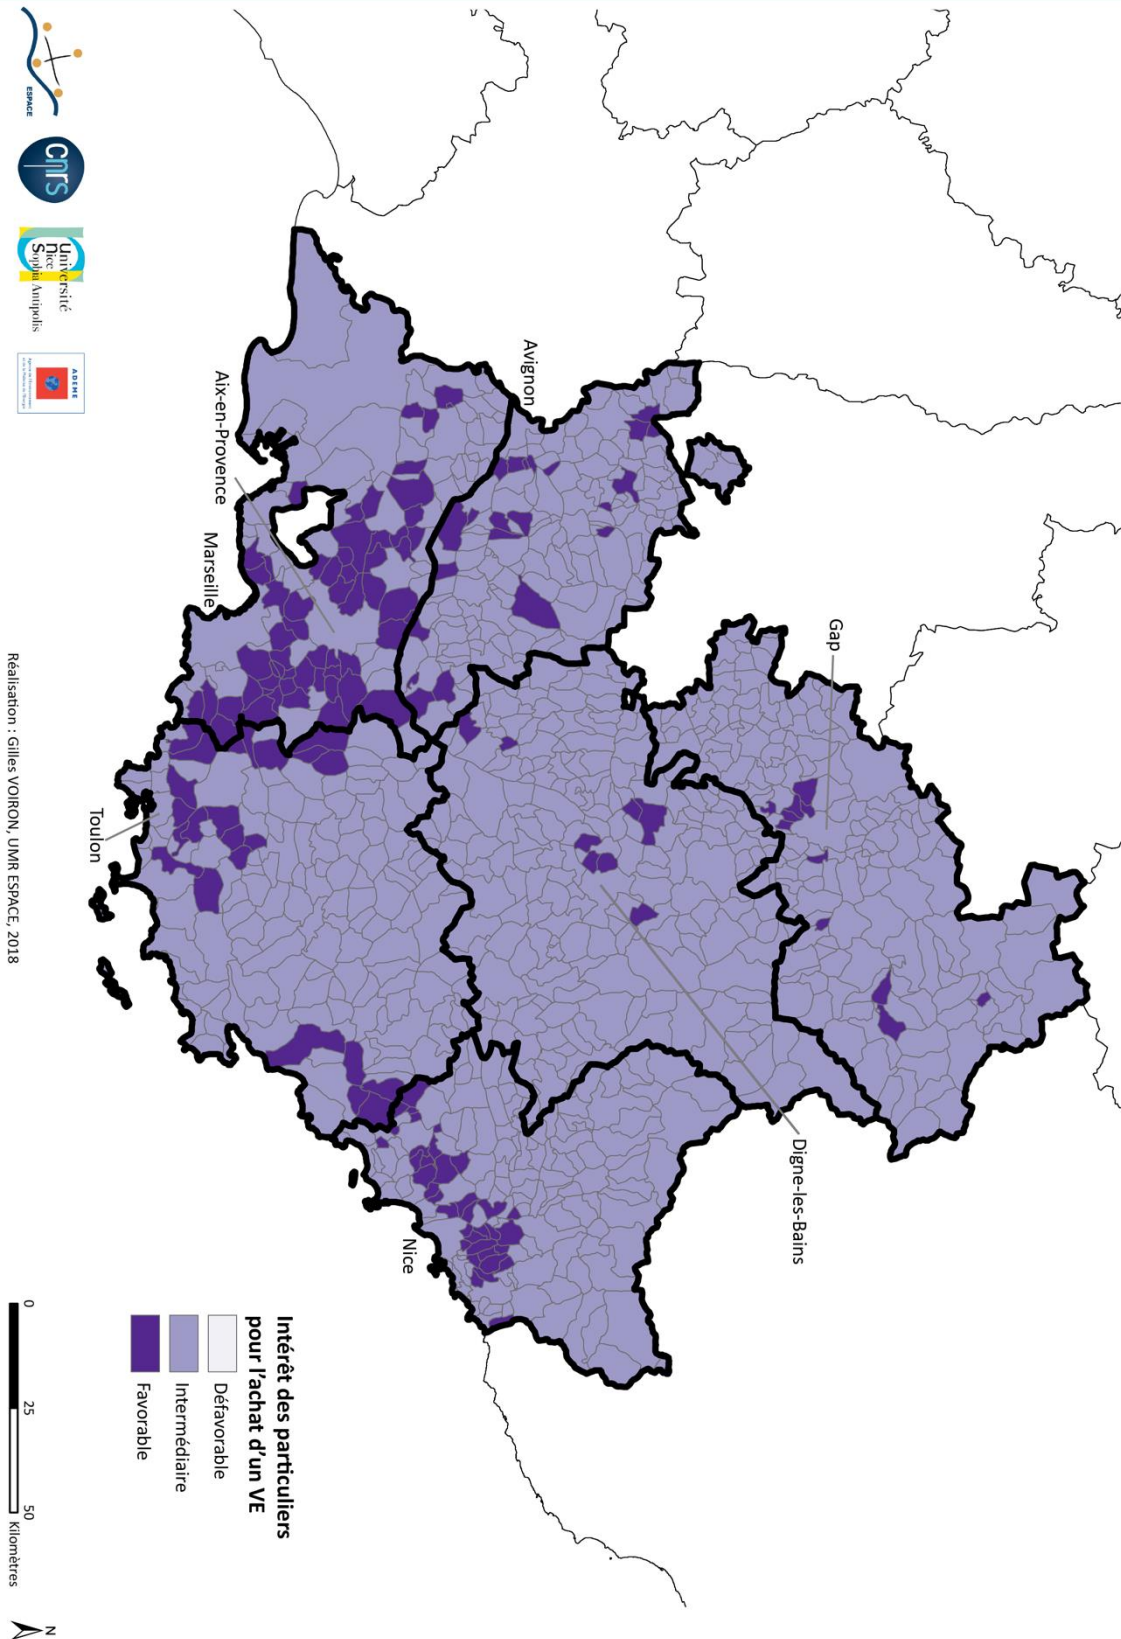 Gap
Digne-les-Bains
Avignon
Aix-en-Provence
Marseille
Toulon
Nice
Intérêt des particuliers
pour l'achat d'un VE
Défavorable
Intermédiaire
Favorable
0 25 50 Kilomètres
N
ESPACE
cnrs
Université
nice
Sophia Antipolis
ADEME
Réalisation : Gilles VOIRON, UMR ESPACE, 2018